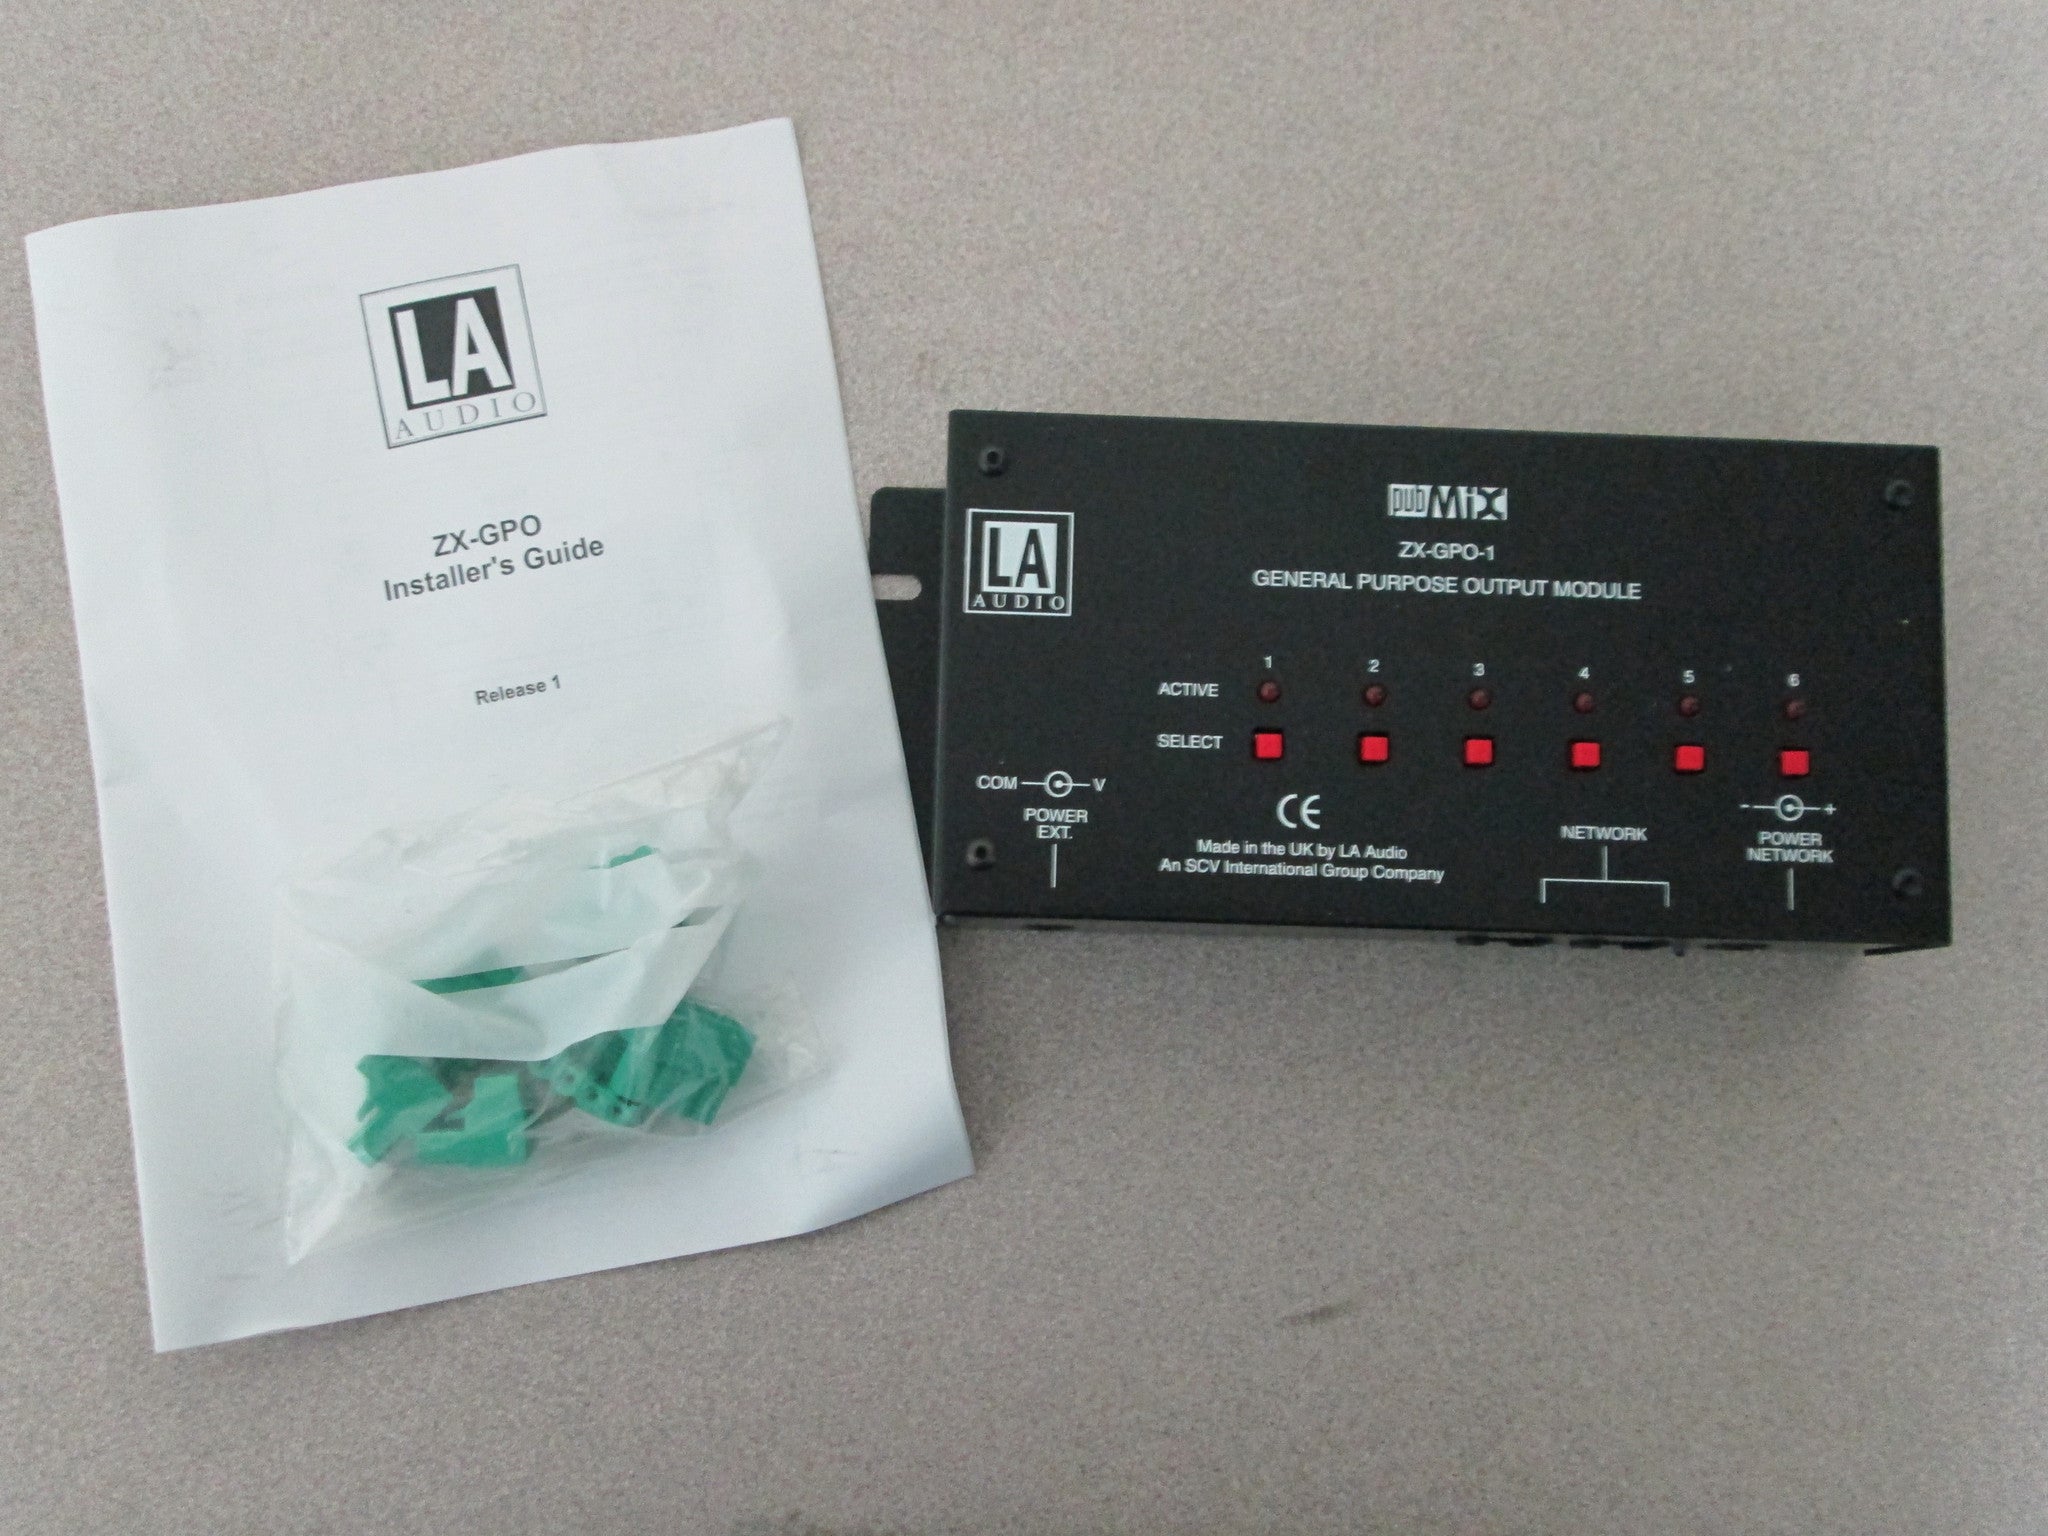 LA
AUDIO
ZX-GPO
Installer's Guide
Release 1
pubMix
ZX-GPO-1
GENERAL PURPOSE OUTPUT MODULE
LA
AUDIO
1 2 3 4 5 6
ACTIVE
SELECT
COM V
POWER
EXT.
CE
Made in the UK by LA Audio
An SCV International Group Company
NETWORK
- +
POWER
NETWORK